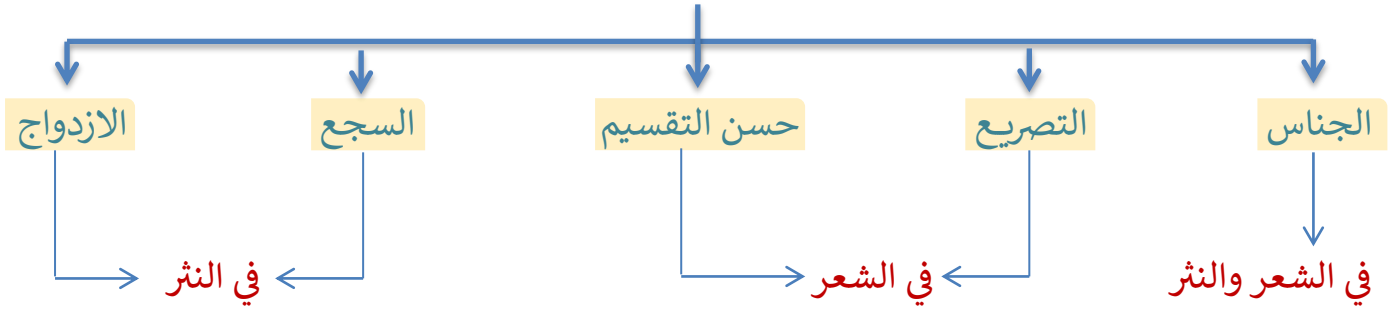 الجناس
التصريع
حسن التقسيم
السجع
الازدواج
في الشعر والنثر
في الشعر
في النثر